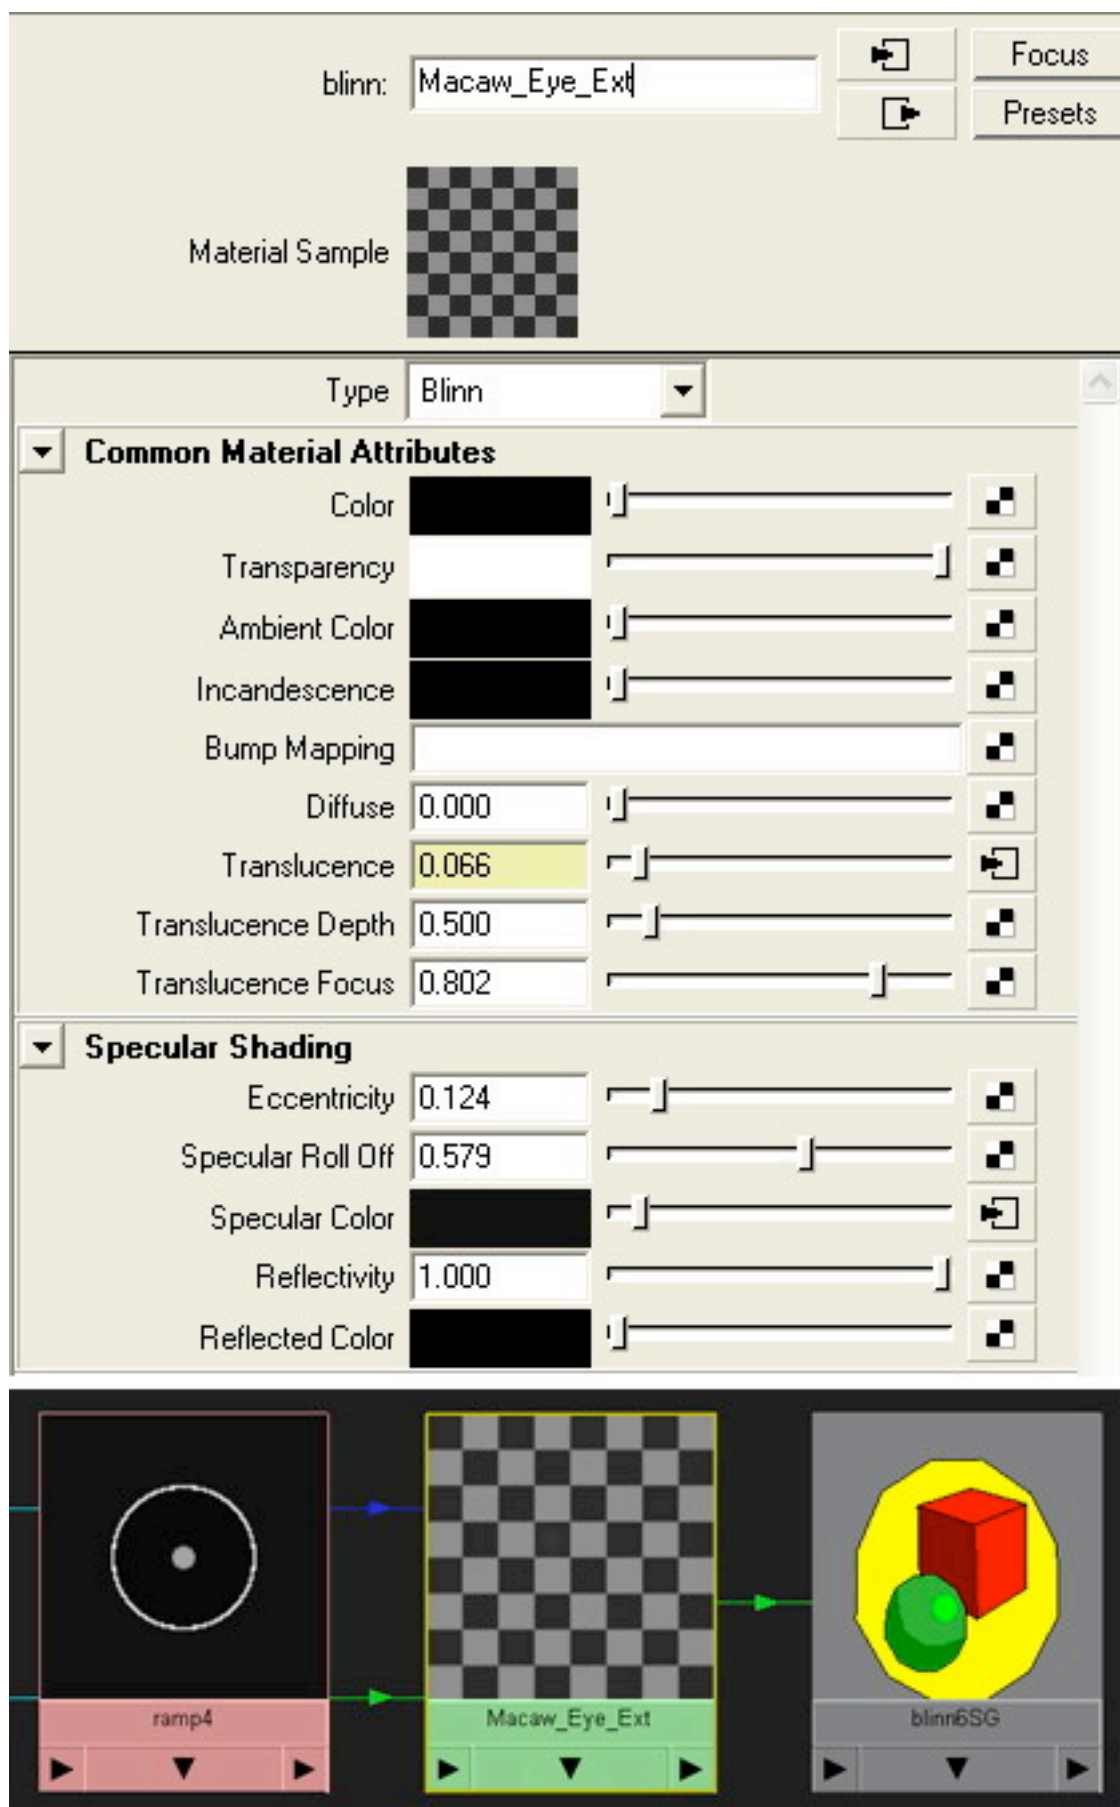 blinn: Macaw_Eye_Ext Focus
Presets
Material Sample
Type Blinn
Common Material Attributes
Color
Transparency
Ambient Color
Incandescence
Bump Mapping
Diffuse 0.000
Translucence 0.066
Translucence Depth 0.500
Translucence Focus 0.802
Specular Shading
Eccentricity 0.124
Specular Roll Off 0.579
Specular Color
Reflectivity 1.000
Reflected Color
ramp4 Macaw_Eye_Ext blinn6SG